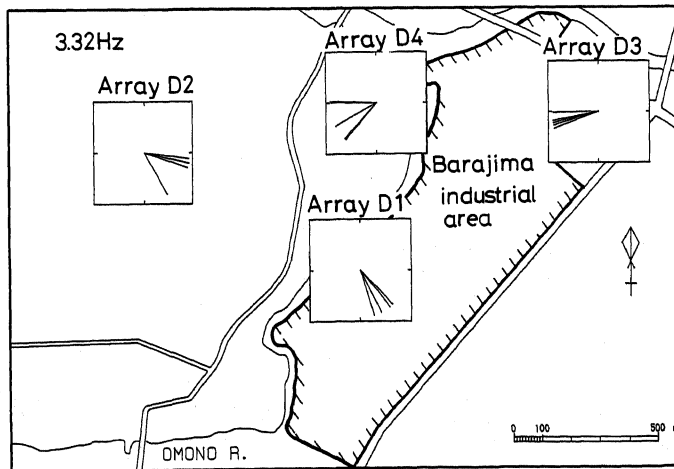 3.32Hz
Array D4
Array D3
Array D2
Barajima
industrial
area
Array D1
0 100 500
OMONO R.